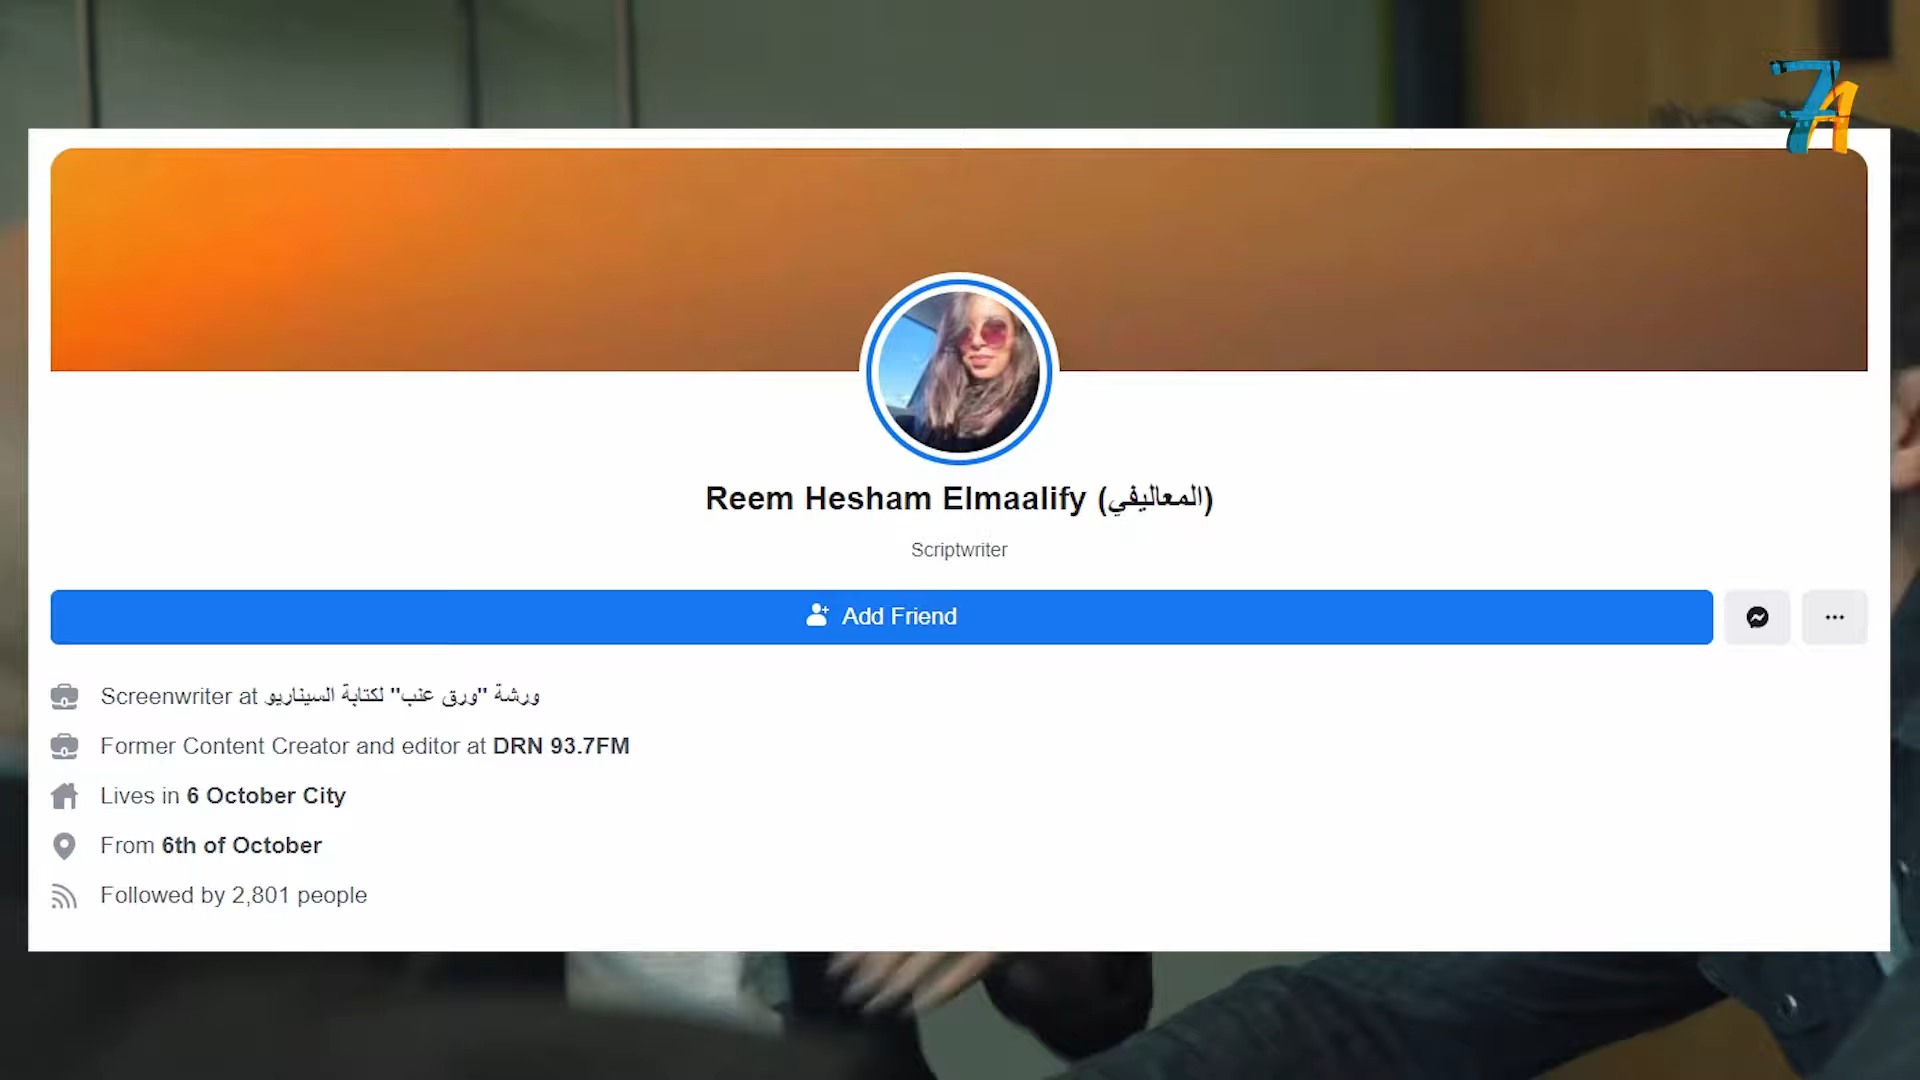 7A
Reem Hesham Elmaalify (المعاليفي)
Scriptwriter
Add Friend
Screenwriter at ورشة "ورق عنب" لكتابة السيناريو
Former Content Creator and editor at DRN 93.7FM
Lives in 6 October City
From 6th of October
Followed by 2,801 people